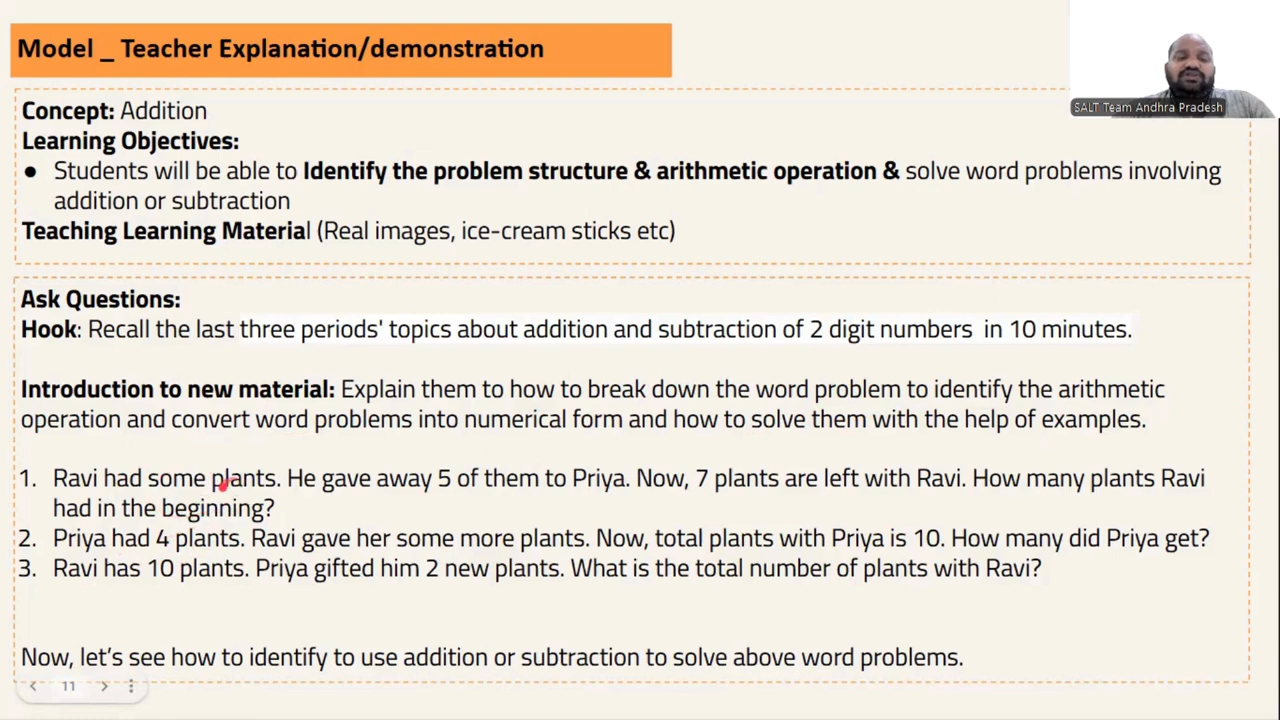 Model _ Teacher Explanation/demonstration
SALT Team Andhra Pradesh
Concept: Addition
Learning Objectives:
● Students will be able to Identify the problem structure & arithmetic operation & solve word problems involving
addition or subtraction
Teaching Learning Material (Real images, ice-cream sticks etc)
Ask Questions:
Hook: Recall the last three periods' topics about addition and subtraction of 2 digit numbers in 10 minutes.
Introduction to new material: Explain them to how to break down the word problem to identify the arithmetic
operation and convert word problems into numerical form and how to solve them with the help of examples.
1. Ravi had some plants. He gave away 5 of them to Priya. Now, 7 plants are left with Ravi. How many plants Ravi
had in the beginning?
2. Priya had 4 plants. Ravi gave her some more plants. Now, total plants with Priya is 10. How many did Priya get?
3. Ravi has 10 plants. Priya gifted him 2 new plants. What is the total number of plants with Ravi?
Now, let's see how to identify to use addition or subtraction to solve above word problems.
11